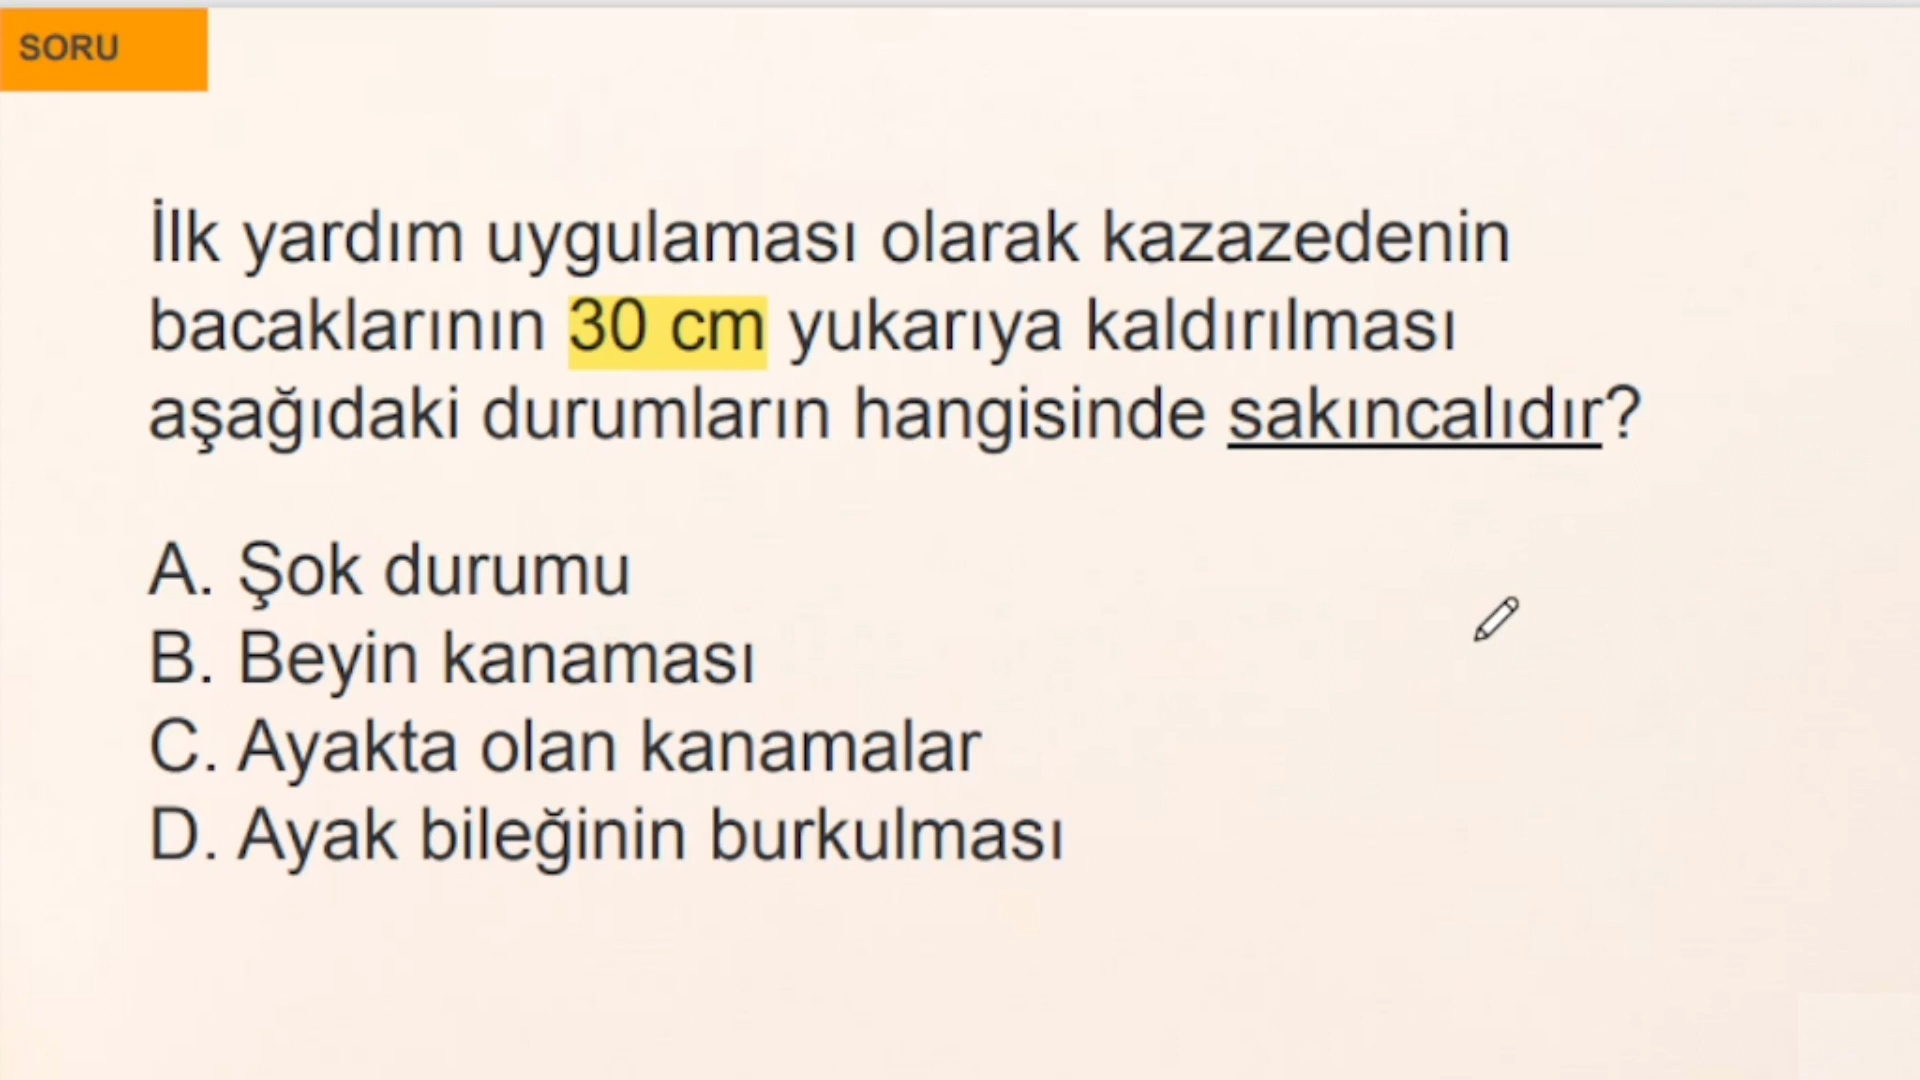 SORU
İlk yardım uygulaması olarak kazazedenin
bacaklarının 30 cm yukarıya kaldırılması
aşağıdaki durumların hangisinde sakıncalıdır?
A. Şok durumu
B. Beyin kanaması
C. Ayakta olan kanamalar
D. Ayak bileğinin burkulması